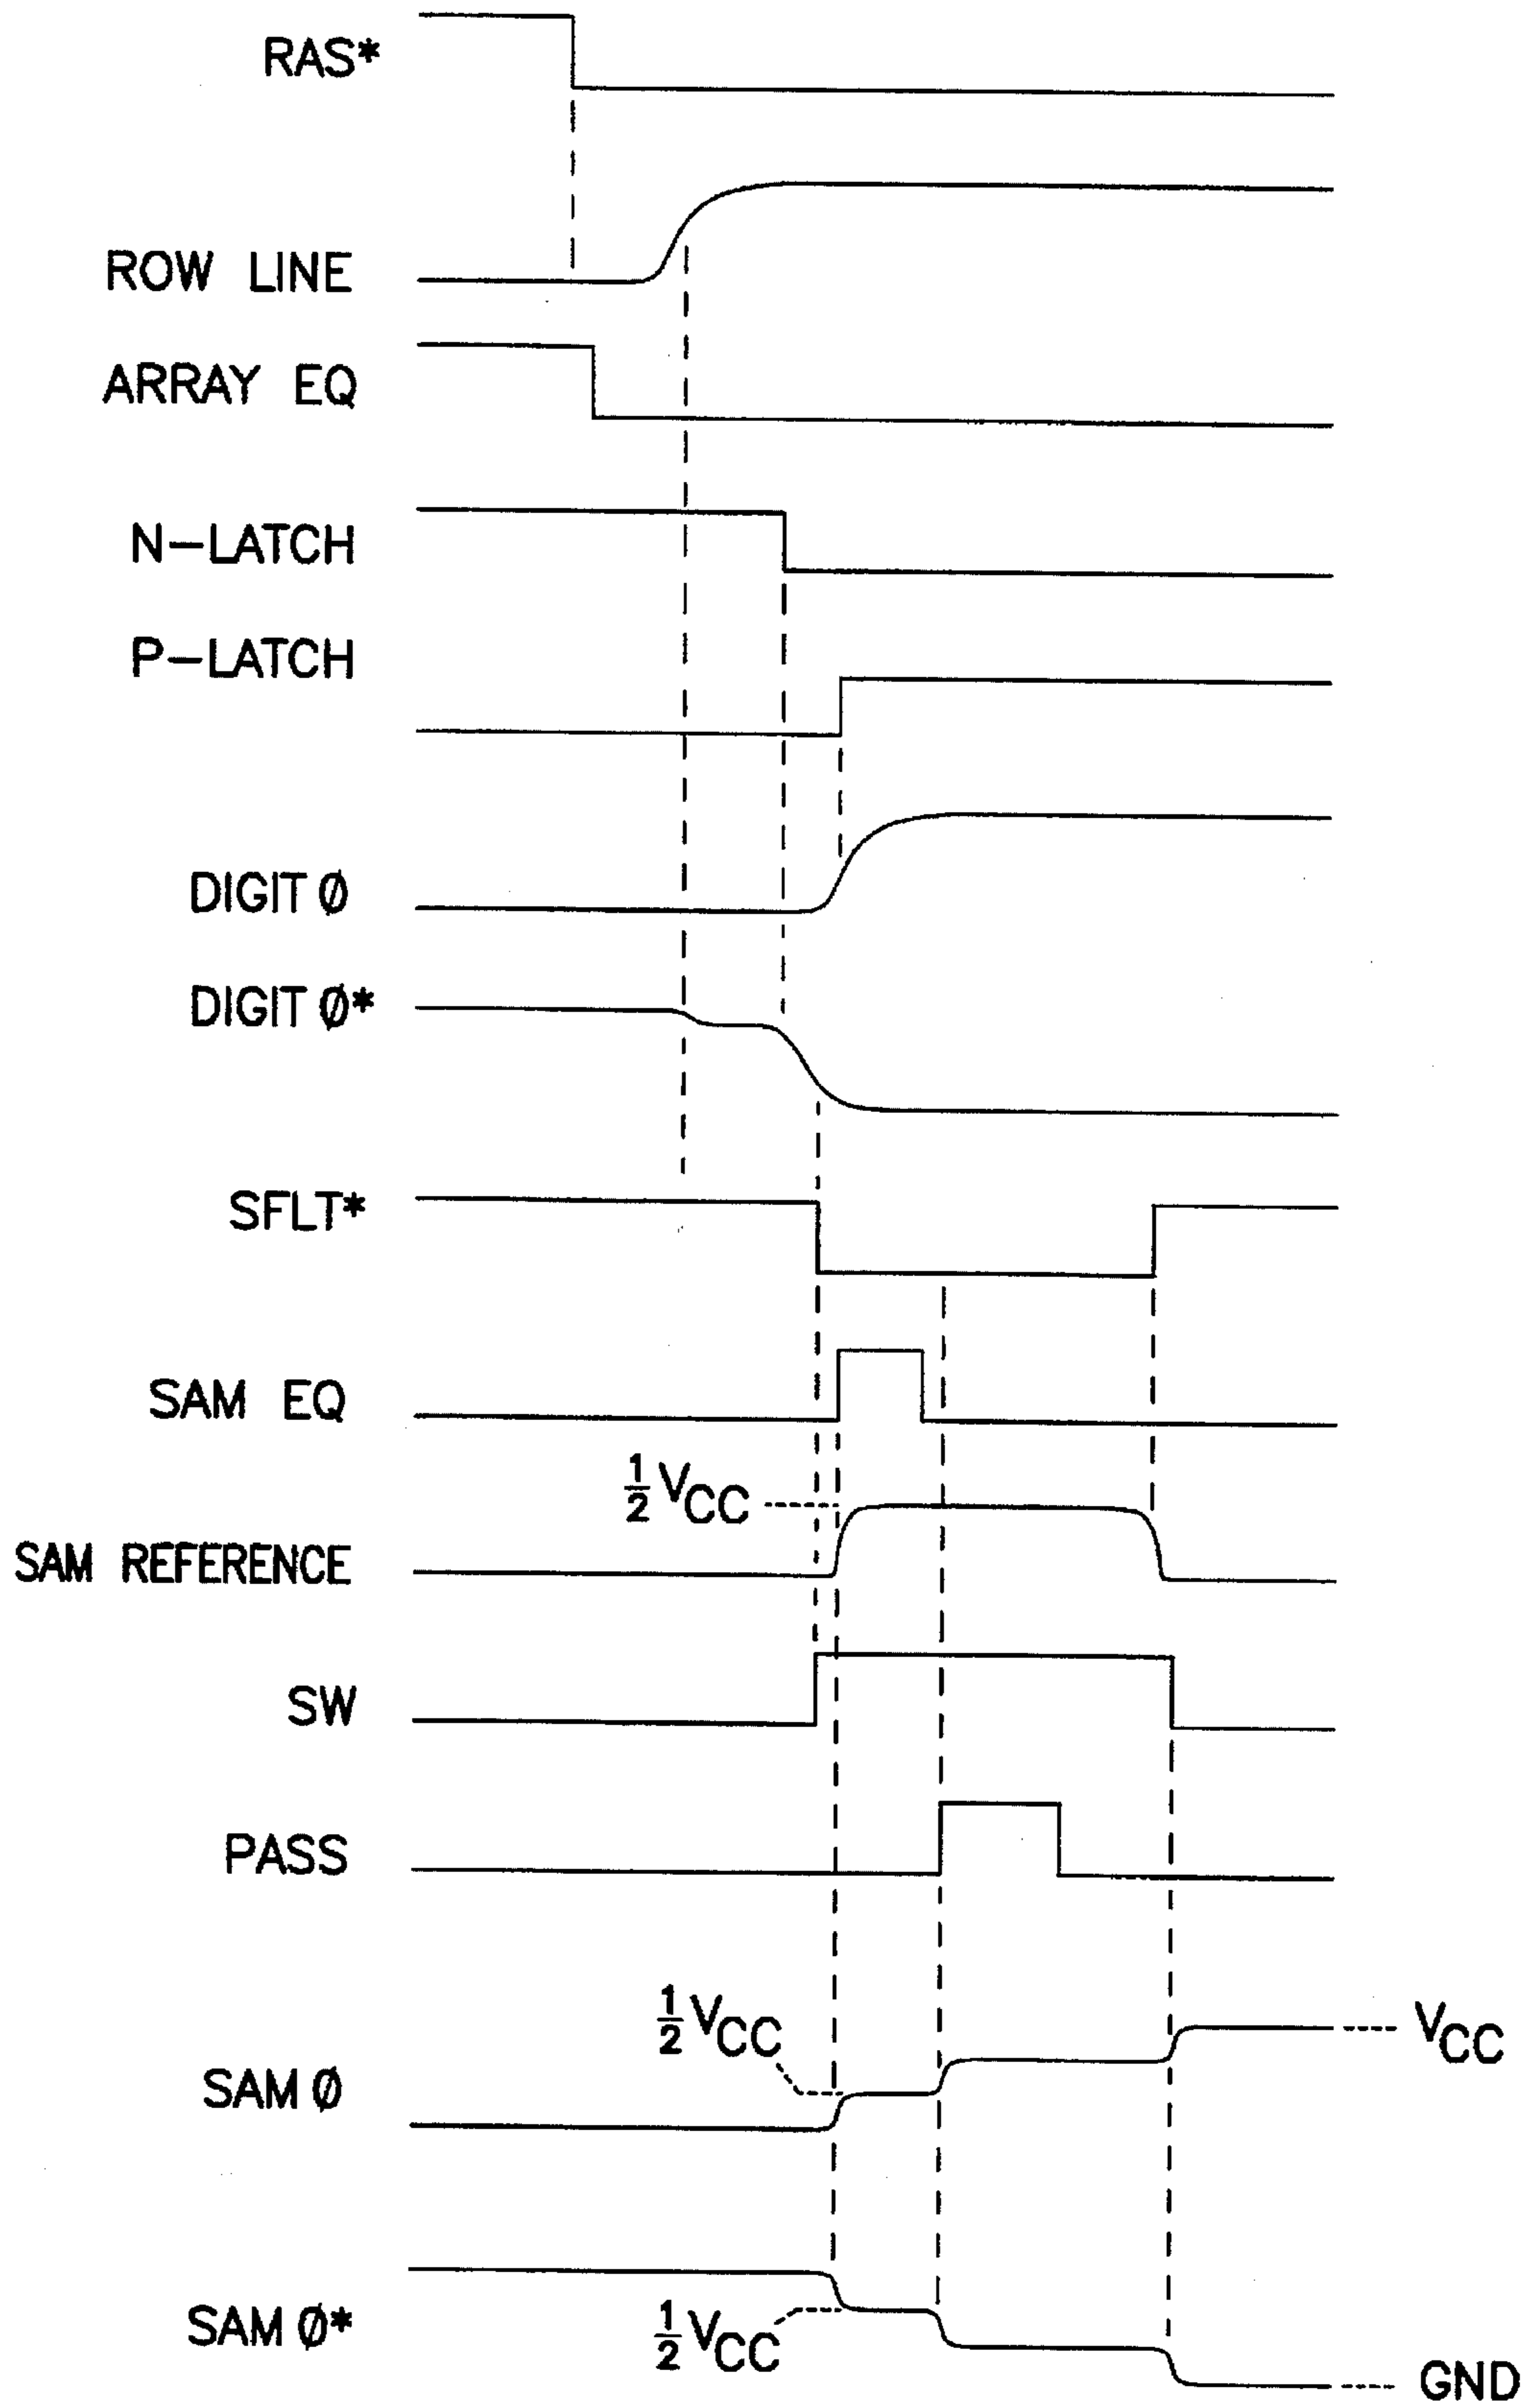 RAS*
ROW LINE
ARRAY EQ
N-LATCH
P-LATCH
DIGIT Ø
DIGIT Ø*
SFLT*
SAM EQ
½ VCC
SAM REFERENCE
SW
PASS
½ VCC
VCC
SAM Ø
SAM Ø*
½ VCC
GND